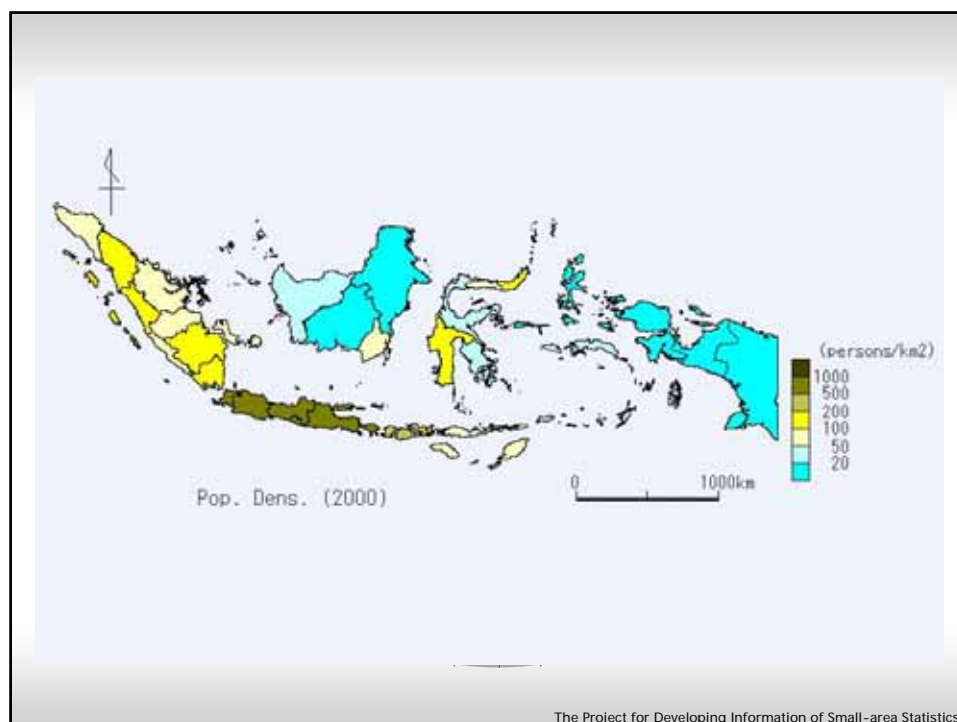 (persons/km2)
1000
500
200
100
50
20
0 1000km
Pop. Dens. (2000)
The Project for Developing Information of Small-area Statistics